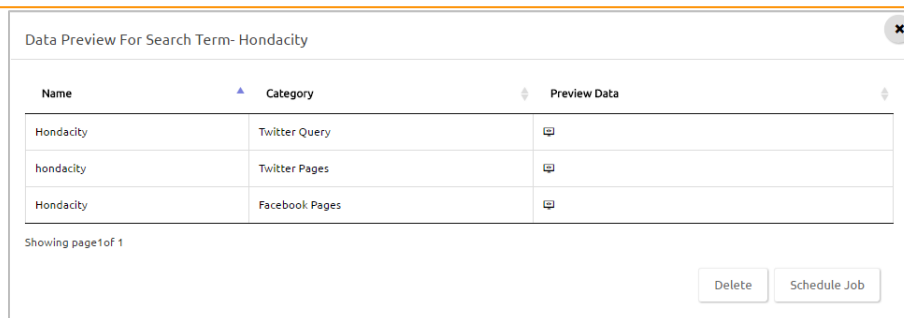 Data Preview For Search Term- Hondacity
Name Category Preview Data
Hondacity Twitter Query
hondacity Twitter Pages
Hondacity Facebook Pages
Showing page1of 1
Delete Schedule Job